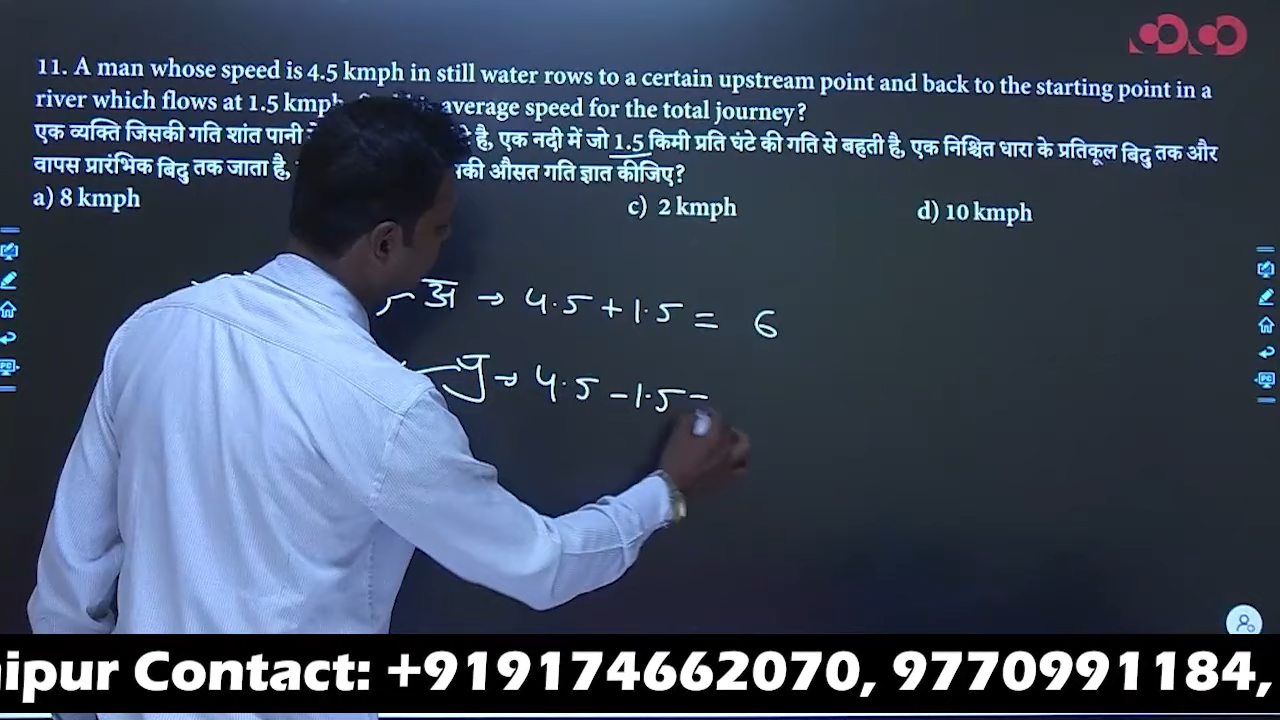 11. A man whose speed is 4.5 kmph in still water rows to a certain upstream point and back to the starting point in a
river which flows at 1.5 kmph average speed for the total journey?
एक व्यक्ति जिसकी गति शांत पानी है, एक नदी में जो 1.5 किमी प्रति घंटे की गति से बहती है, एक निश्चित धारा के प्रतिकूल बिदु तक और
वापस प्रारंभिक बिदु तक जाता है, की औसत गति ज्ञात कीजिए?
a) 8 kmph c) 2 kmph d) 10 kmph
अ → 4.5 + 1.5 = 6
→ 4.5 - 1.5 =
Contact: +919174662070, 9770991184,